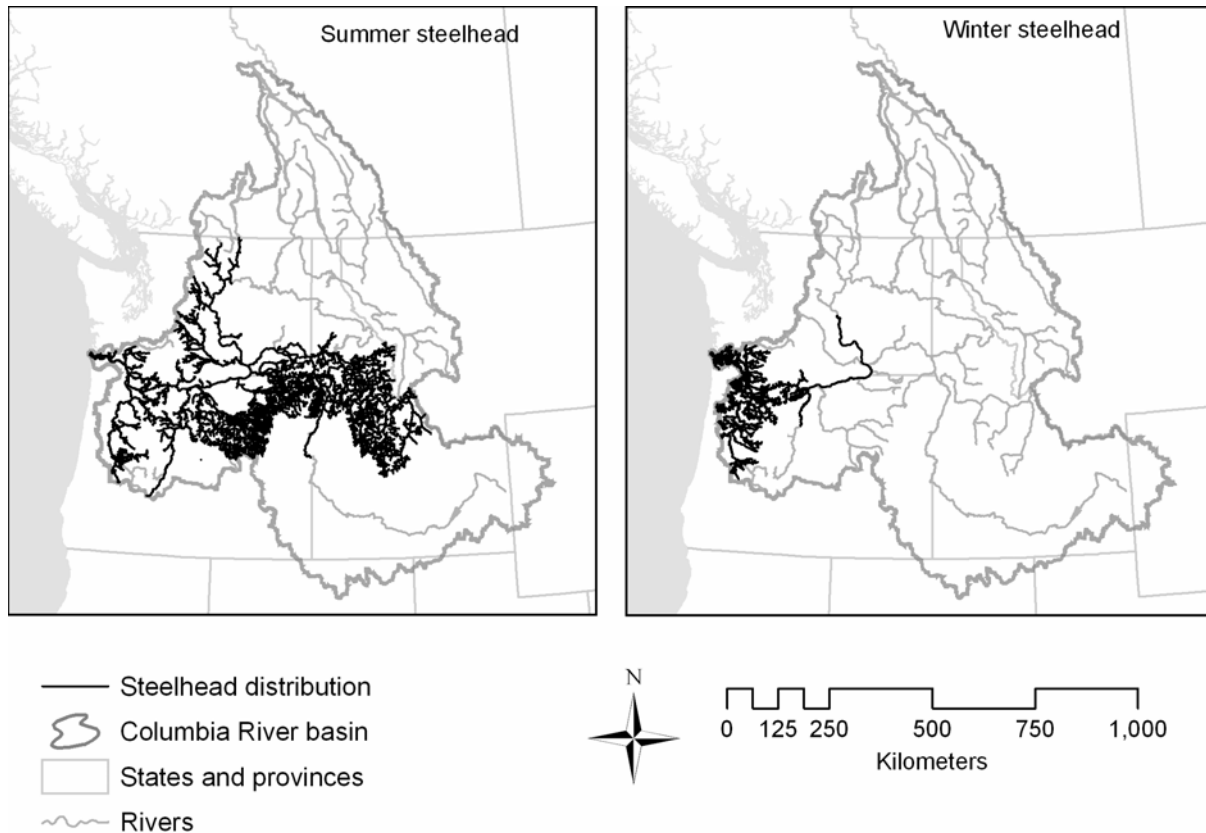 Summer steelhead
Winter steelhead
Steelhead distribution
Columbia River basin
States and provinces
Rivers
N
0 125 250 500 750 1,000
Kilometers